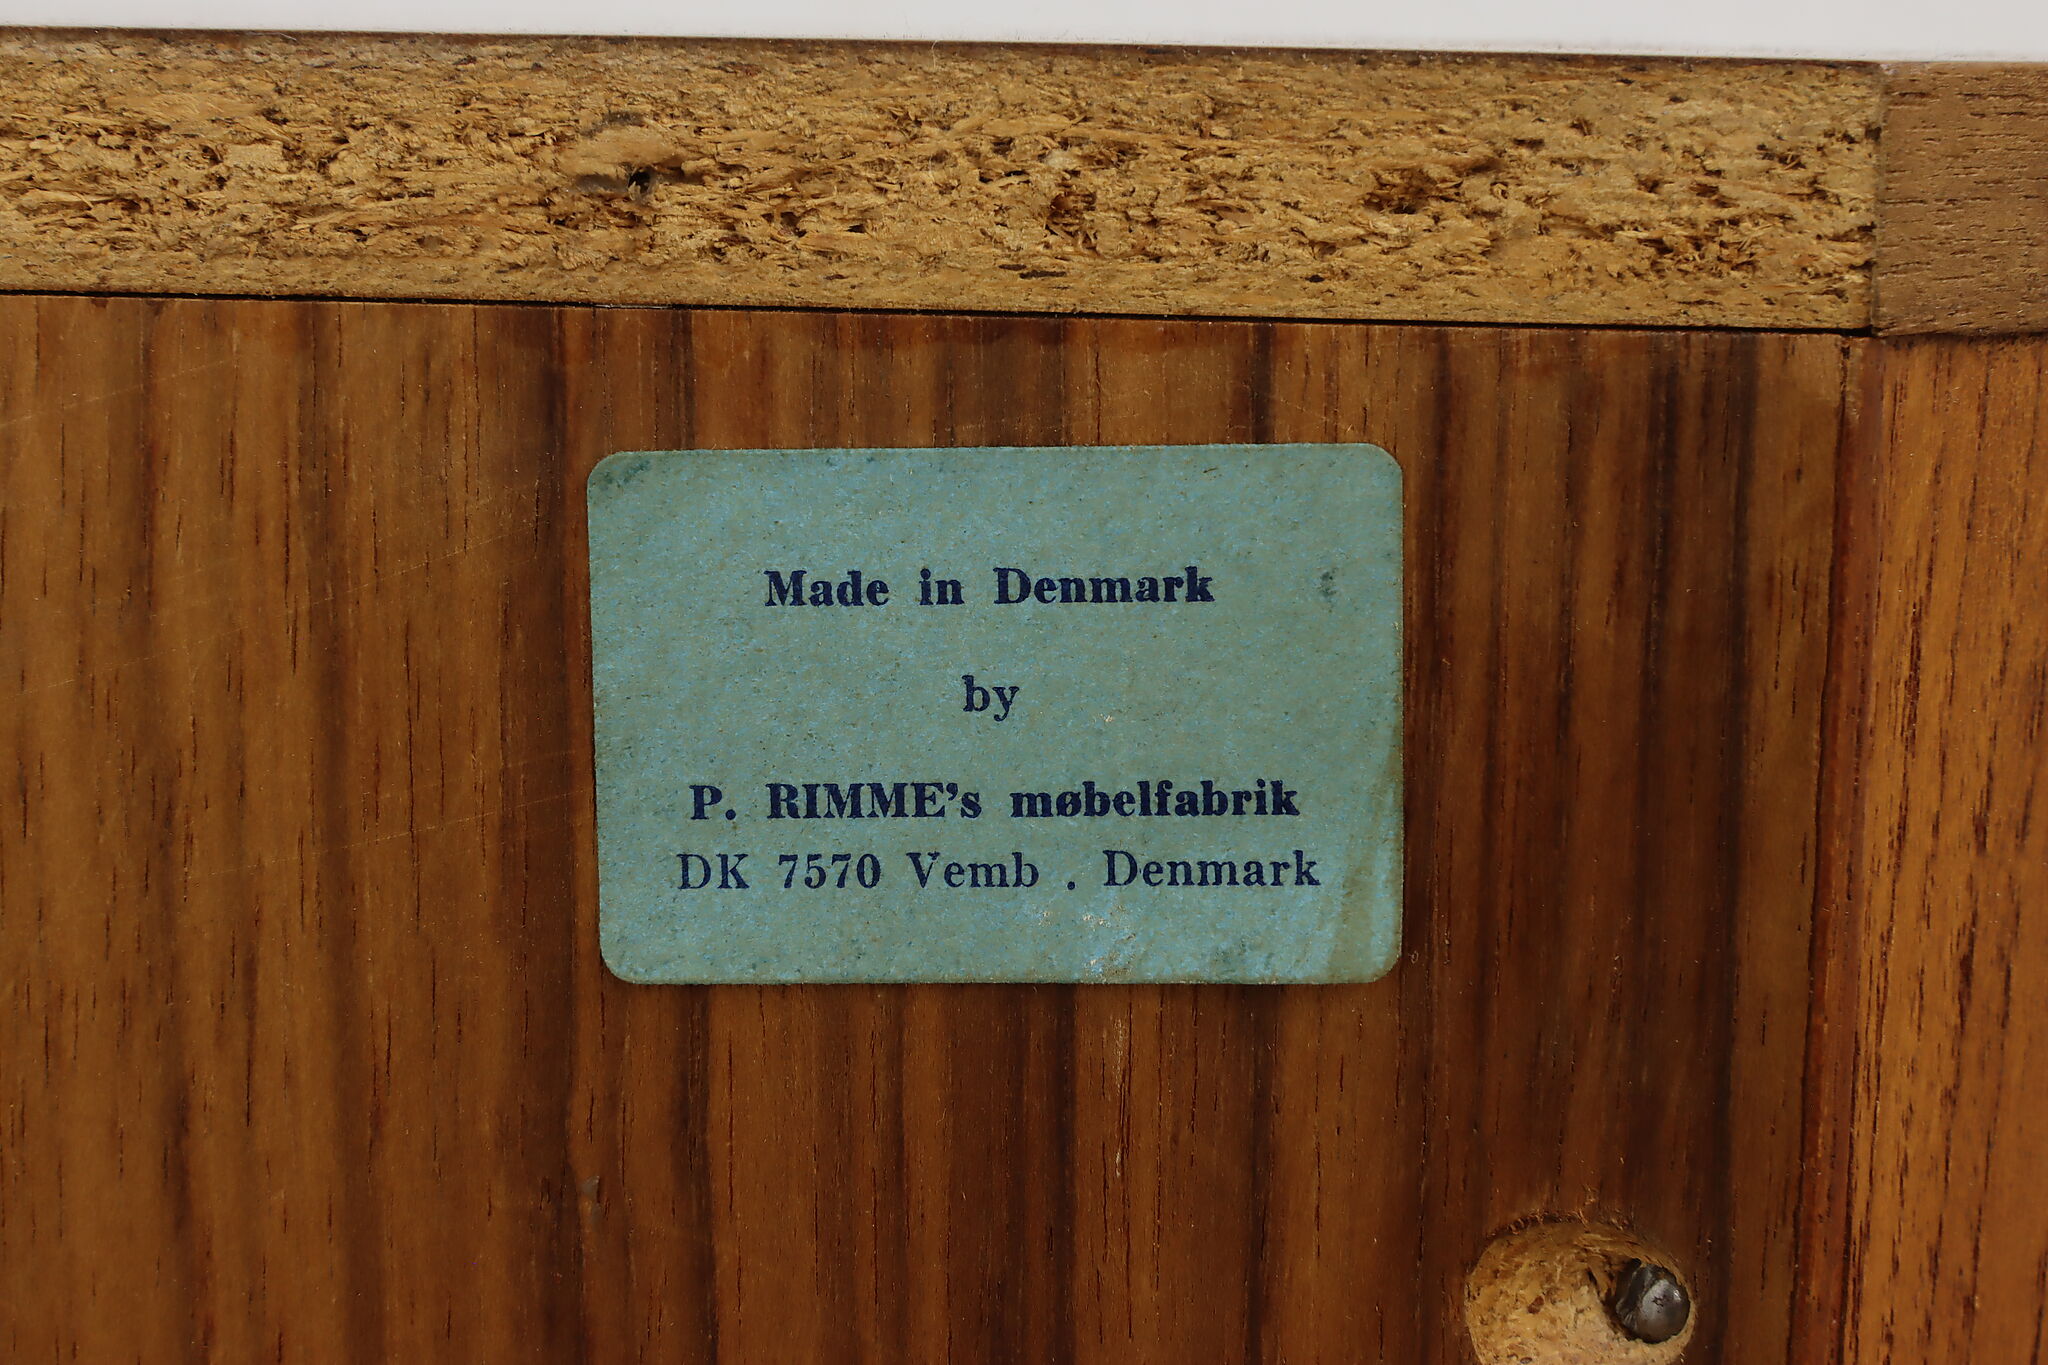 Made in Denmark
by
P. RIMME's møbelfabrik
DK 7570 Vemb . Denmark